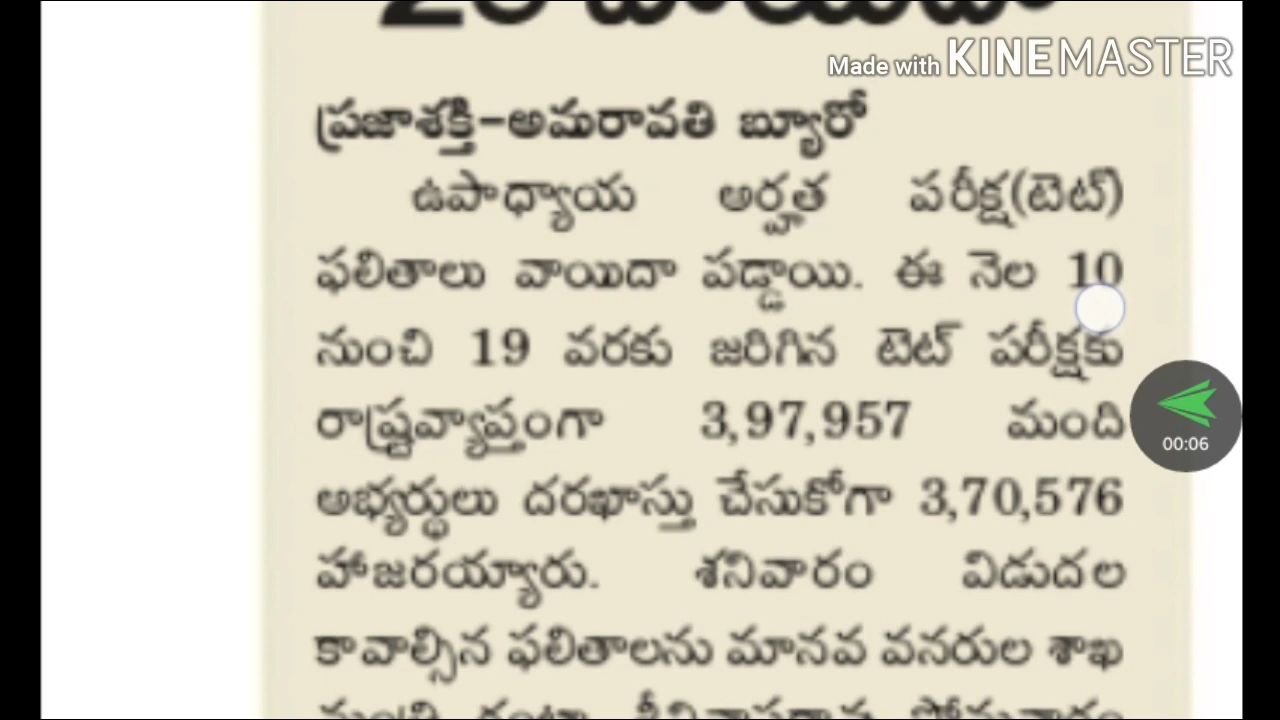 Made with KINEMASTER
ప్రజాశక్తి-అమరావతి బ్యూరో
ఉపాధ్యాయ అర్హత పరీక్ష(టెట్)
ఫలితాలు వాయిదా పడ్డాయి. ఈ నెల 10
నుంచి 19 వరకు జరిగిన టెట్ పరీక్షకు
రాష్ట్రవ్యాప్తంగా 3,97,957 మంది
అభ్యర్థులు దరఖాస్తు చేసుకోగా 3,70,576
హాజరయ్యారు. శనివారం విడుదల
కావాల్సిన ఫలితాలను మానవ వనరుల శాఖ
00:06